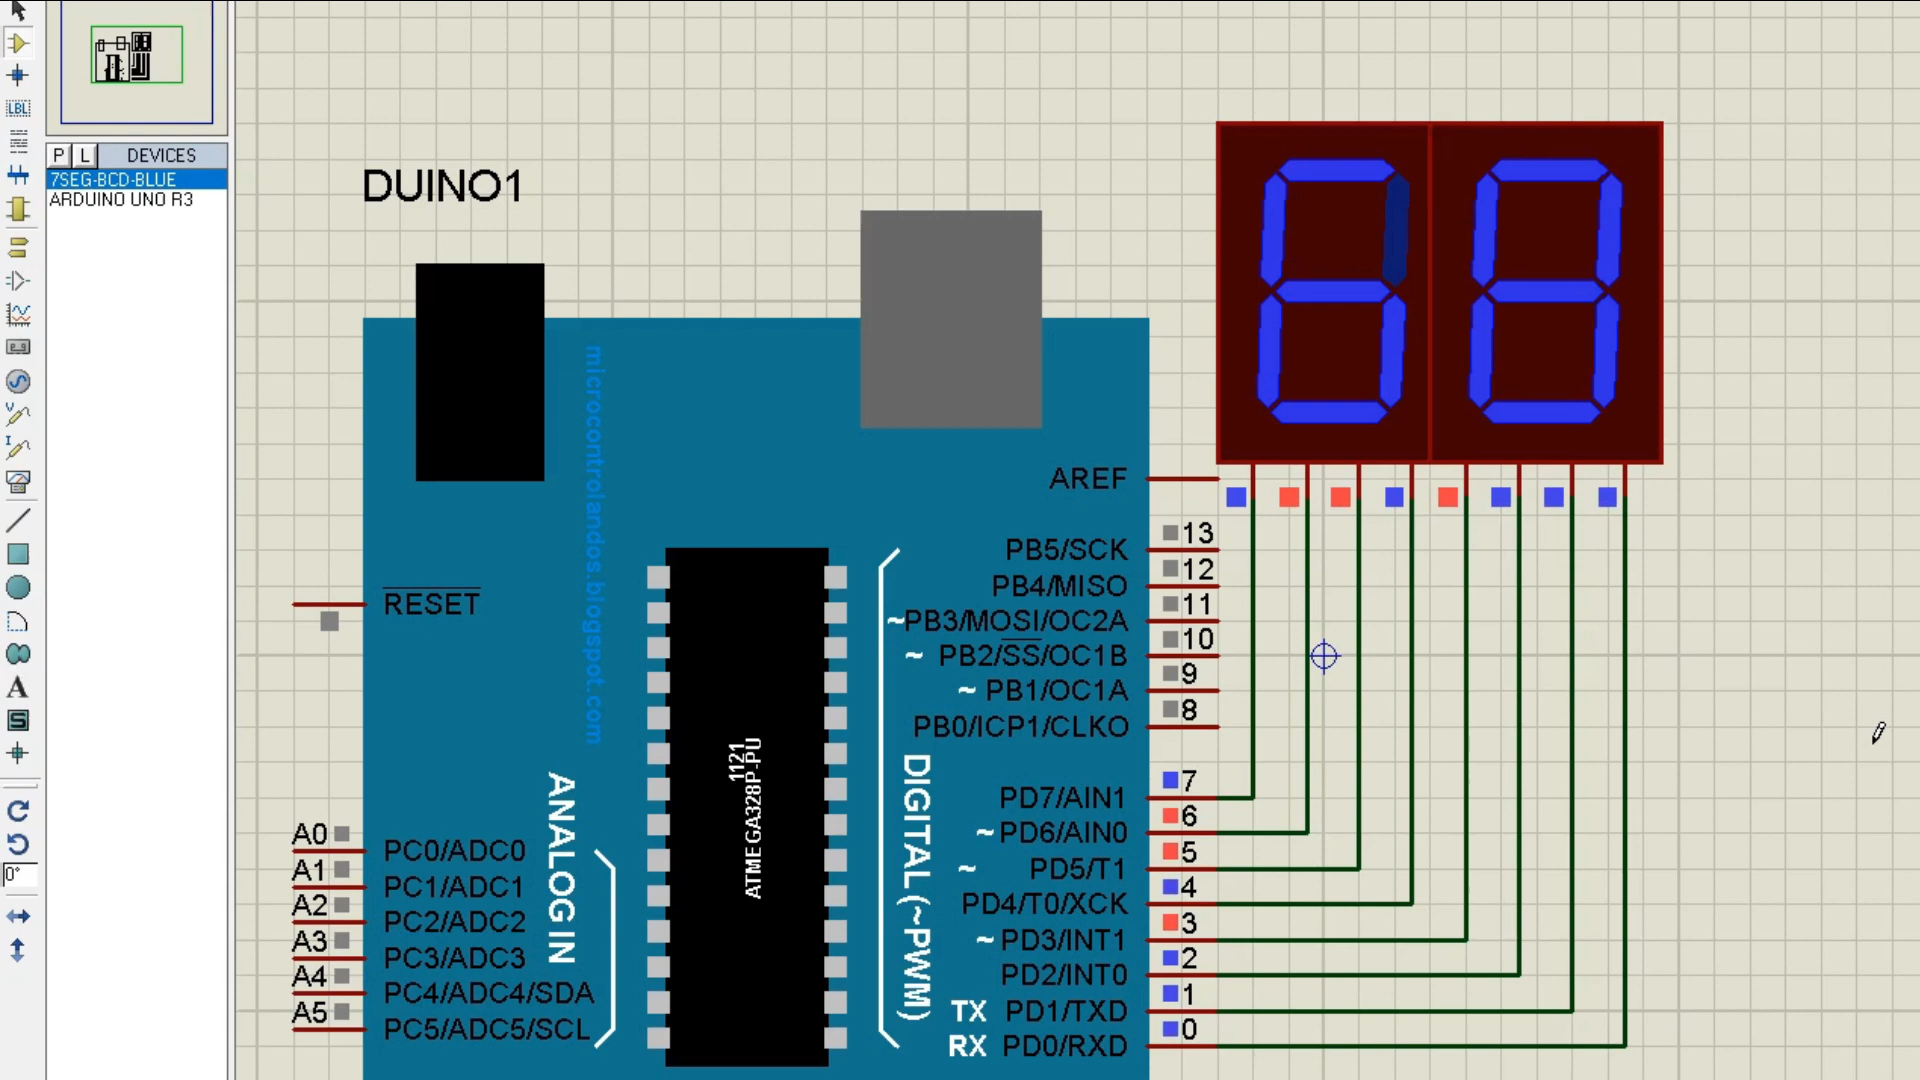 LBL
P L DEVICES
7SEG-BCD-BLUE
ARDUINO UNO R3
V
I
A
S
0°
DUINO1
68
microcontrolandos.blogspot.com
RESET
1121
ATMEGA328P-PU
ANALOG IN
DIGITAL (~PWM)
AREF
PB5/SCK 13
PB4/MISO 12
~PB3/MOSI/OC2A 11
~ PB2/SS/OC1B 10
~ PB1/OC1A 9
PB0/ICP1/CLKO 8
PD7/AIN1 7
~ PD6/AIN0 6
~ PD5/T1 5
PD4/T0/XCK 4
~ PD3/INT1 3
PD2/INT0 2
TX PD1/TXD 1
RX PD0/RXD 0
A0 PC0/ADC0
A1 PC1/ADC1
A2 PC2/ADC2
A3 PC3/ADC3
A4 PC4/ADC4/SDA
A5 PC5/ADC5/SCL